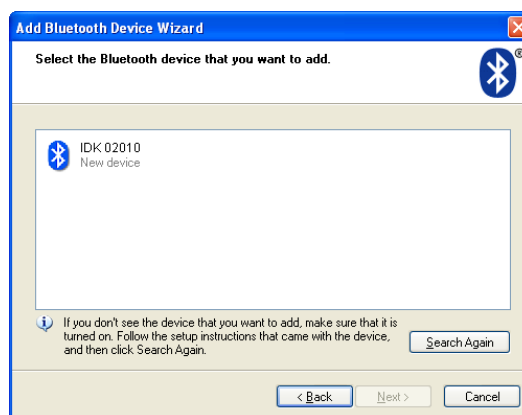 Add Bluetooth Device Wizard
Select the Bluetooth device that you want to add.
®
IDK 02010
New device
If you don't see the device that you want to add, make sure that it is
turned on. Follow the setup instructions that came with the device,
and then click Search Again.
Search Again
< Back
Next >
Cancel